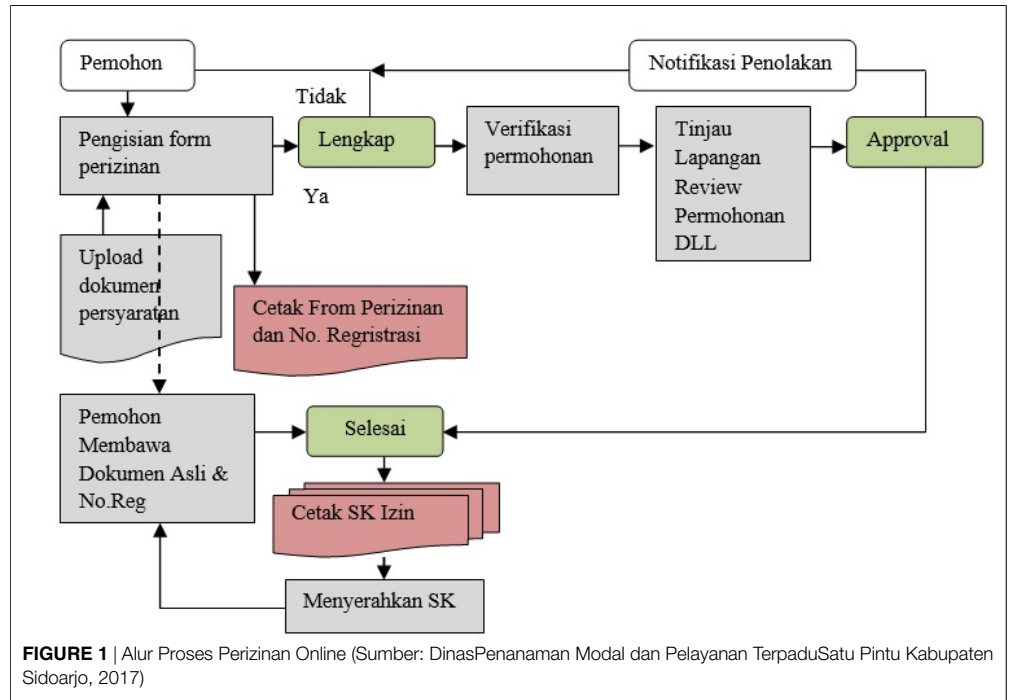 Pemohon
Notifikasi Penolakan
Tidak
Pengisian form
perizinan
Lengkap
Verifikasi
permohonan
Tinjau
Lapangan
Review
Permohonan
DLL
Approval
Ya
Upload
dokumen
persyaratan
Cetak From Perizinan
dan No. Regristrasi
Pemohon
Membawa
Dokumen Asli &
No.Reg
Selesai
Cetak SK Izin
Menyerahkan SK
FIGURE 1 | Alur Proses Perizinan Online (Sumber: DinasPenanaman Modal dan Pelayanan TerpaduSatu Pintu Kabupaten
Sidoarjo, 2017)